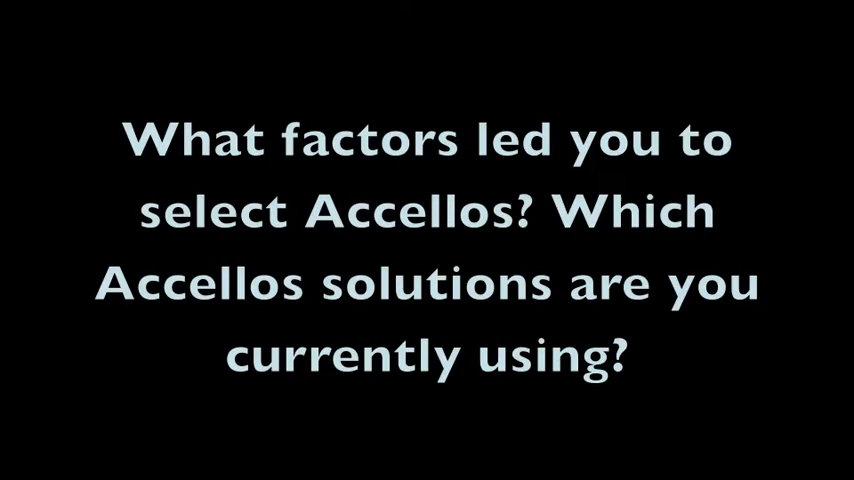 What factors led you to
select Accellos? Which
Accellos solutions are you
currently using?